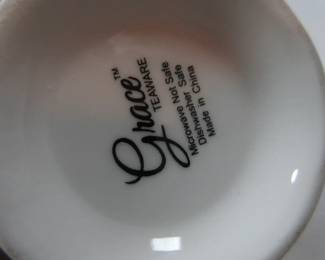 Grace™
TEAWARE
Microwave Not Safe
Dishwasher Safe
Made in China